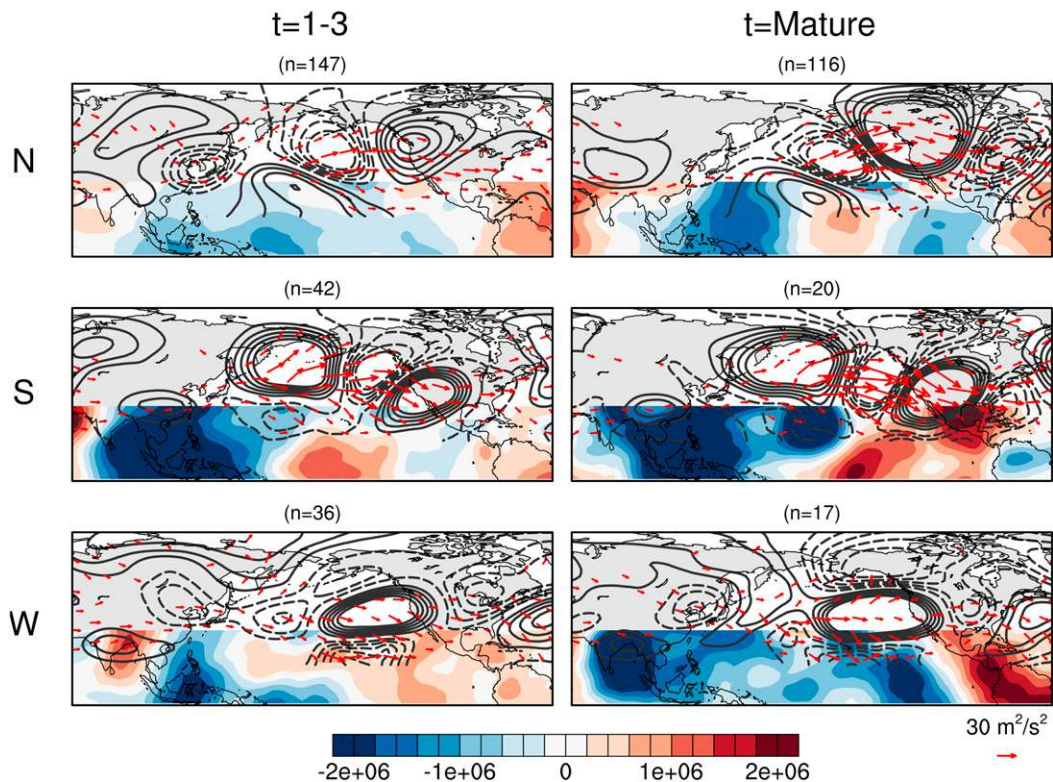 t=1-3
t=Mature
(n=147)
(n=116)
N
(n=42)
(n=20)
S
(n=36)
(n=17)
W
30 m²/s²
-2e+06 -1e+06 0 1e+06 2e+06